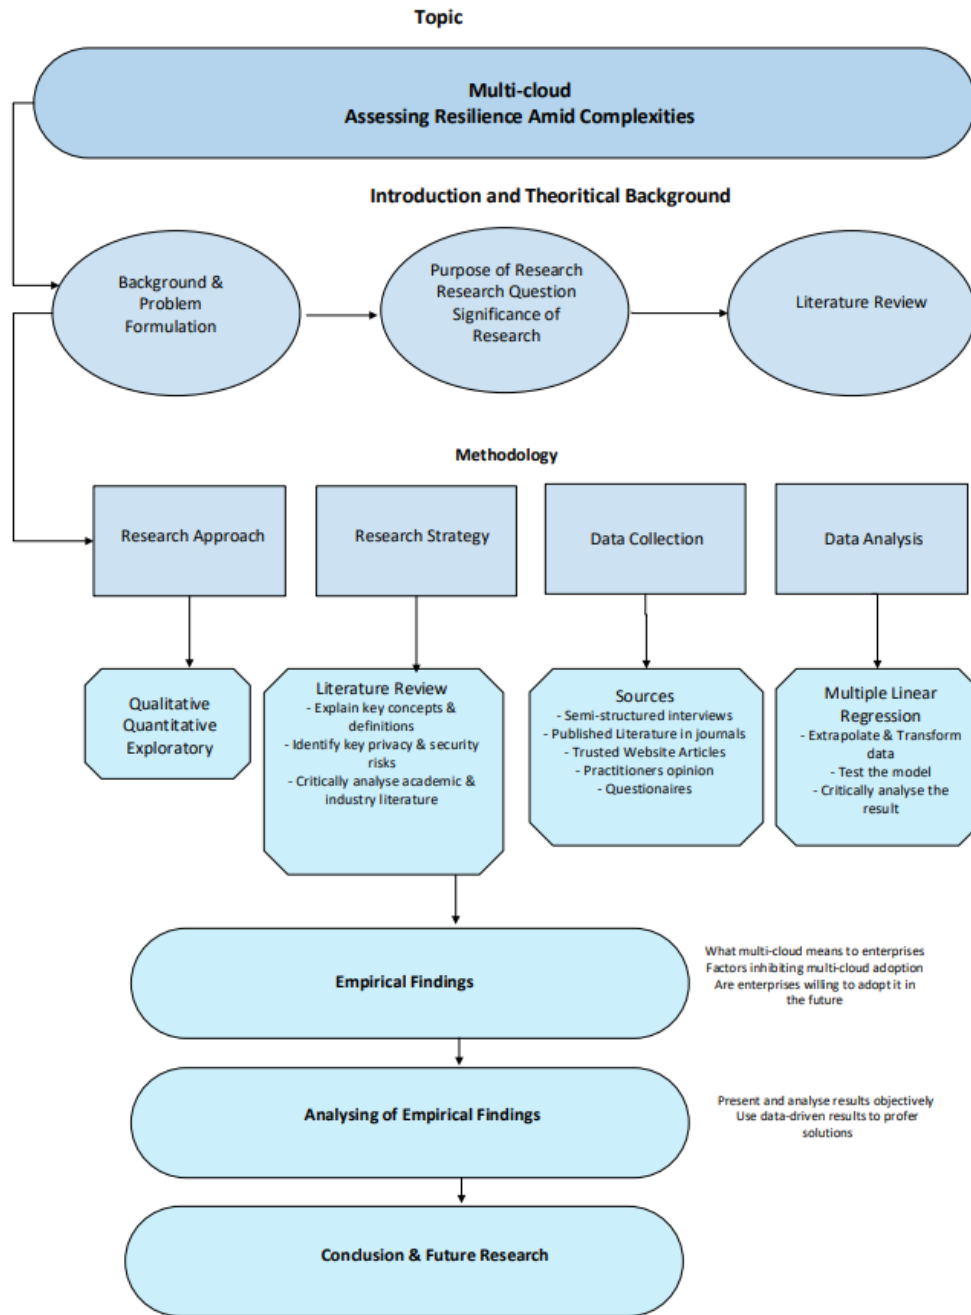 Topic
Multi-cloud
Assessing Resilience Amid Complexities
Introduction and Theoritical Background
Background &
Problem
Formulation
Purpose of Research
Research Question
Significance of
Research
Literature Review
Methodology
Research Approach
Research Strategy
Data Collection
Data Analysis
Qualitative
Quantitative
Exploratory
Literature Review
- Explain key concepts &
definitions
- Identify key privacy & security
risks
- Critically analyse academic &
industry literature
Sources
- Semi-structured interviews
- Published Literature in journals
- Trusted Website Articles
- Practitioners opinion
- Questionaires
Multiple Linear
Regression
- Extrapolate & Transform
data
- Test the model
- Critically analyse the
result
Empirical Findings
What multi-cloud means to enterprises
Factors inhibiting multi-cloud adoption
Are enterprises willing to adopt it in
the future
Analysing of Empirical Findings
Present and analyse results objectively
Use data-driven results to profer
solutions
Conclusion & Future Research